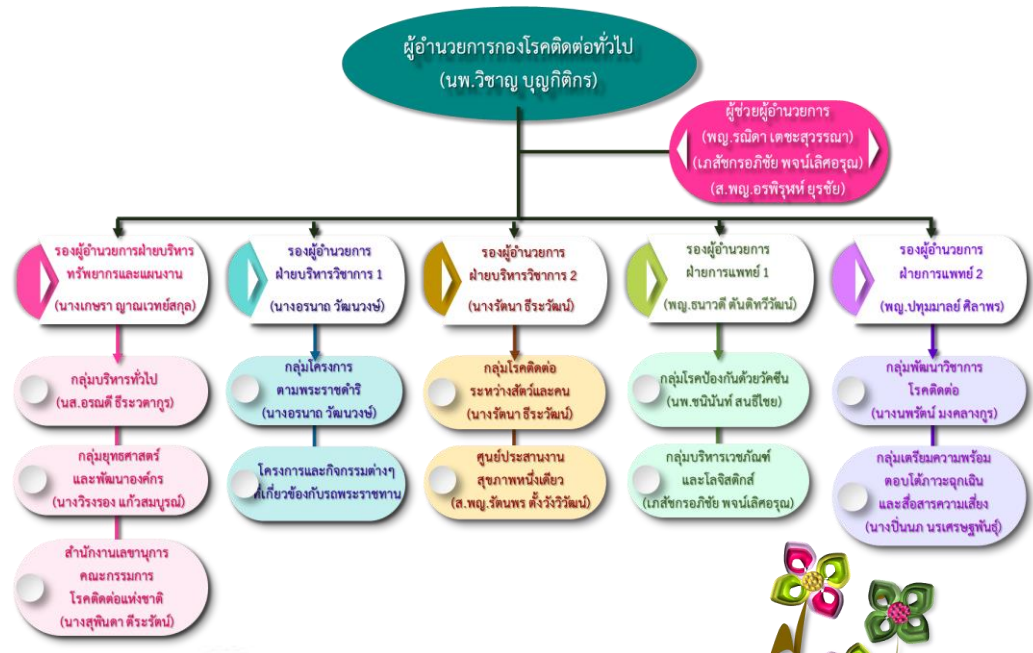 ผู้อำนวยการกองโรคติดต่อทั่วไป
(นพ.วิชาญ บุญกิติกร)
ผู้ช่วยผู้อำนวยการ
(พญ.รณิดา เตชะสุวรรณา)
(เภสัชกรอภิชัย พจน์เลิศอรุณ)
(ส.พญ.อรพิรุฬห์ ยุรชัย)
รองผู้อำนวยการฝ่ายบริหาร
ทรัพยากรและแผนงาน
(นางเกษรา ญาณเวทย์สกุล)
รองผู้อำนวยการ
ฝ่ายบริหารวิชาการ 1
(นางอรนาถ วัฒนวงษ์)
รองผู้อำนวยการ
ฝ่ายบริหารวิชาการ 2
(นางรัตนา ธีระวัฒน์)
รองผู้อำนวยการ
ฝ่ายการแพทย์ 1
(พญ.ธนาวดี ตันติทวีวัฒน์)
รองผู้อำนวยการ
ฝ่ายการแพทย์ 2
(พญ.ปทุมมาลย์ ศิลาพร)
กลุ่มบริหารทั่วไป
(นส.อรณดี ธีระวตากูร)
กลุ่มโครงการ
ตามพระราชดำริ
(นางอรนาถ วัฒนวงษ์)
กลุ่มโรคติดต่อ
ระหว่างสัตว์และคน
(นางรัตนา ธีระวัฒน์)
กลุ่มโรคป้องกันด้วยวัคซีน
(นพ.ชนินันท์ สนธิไชย)
กลุ่มพัฒนาวิชาการ
โรคติดต่อ
(นางนพรัตน์ มงคลางกูร)
กลุ่มยุทธศาสตร์
และพัฒนาองค์กร
(นางวิรงรอง แก้วสมบูรณ์)
โครงการและกิจกรรมต่างๆ
ที่เกี่ยวข้องกับรถพระราชทาน
ศูนย์ประสานงาน
สุขภาพหนึ่งเดียว
(ส.พญ.รัตนพร ตั้งวังวิวัฒน์)
กลุ่มบริหารเวชภัณฑ์
และโลจิสติกส์
(เภสัชกรอภิชัย พจน์เลิศอรุณ)
กลุ่มเตรียมความพร้อม
ตอบโต้ภาวะฉุกเฉิน
และสื่อสารความเสี่ยง
(นางปิ่นนภ นรเศรษฐพันธุ์)
สำนักงานเลขานุการ
คณะกรรมการ
โรคติดต่อแห่งชาติ
(นางสุพินดา ตีระรัตน์)